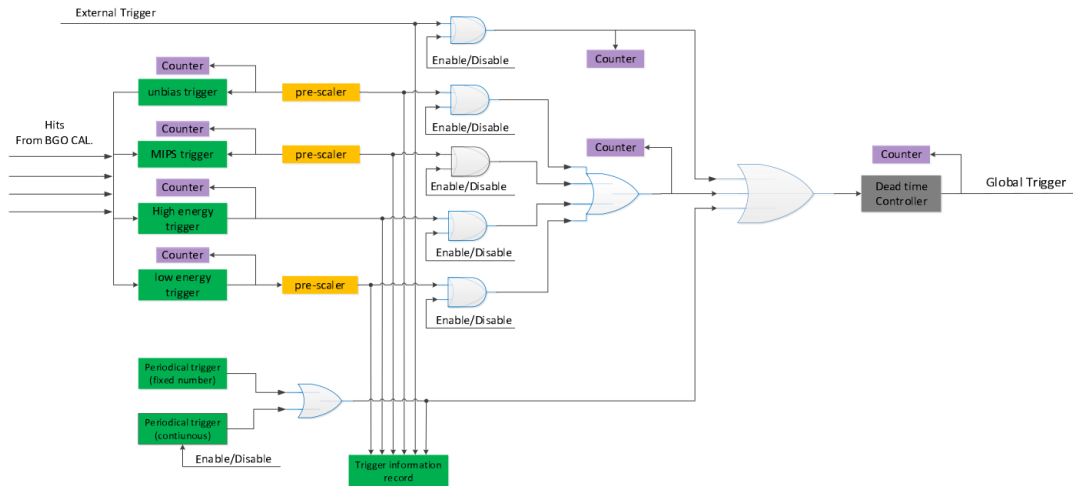 External Trigger
Enable/Disable
Counter
Counter
unbias trigger
pre-scaler
Enable/Disable
Hits
From BGO CAL.
Counter
MIPS trigger
pre-scaler
Enable/Disable
Counter
Counter
Global Trigger
Dead time
Controller
Counter
High energy
trigger
Enable/Disable
Counter
low energy
trigger
pre-scaler
Enable/Disable
Periodical trigger
(fixed number)
Periodical trigger
(contiunous)
Enable/Disable
Trigger information
record